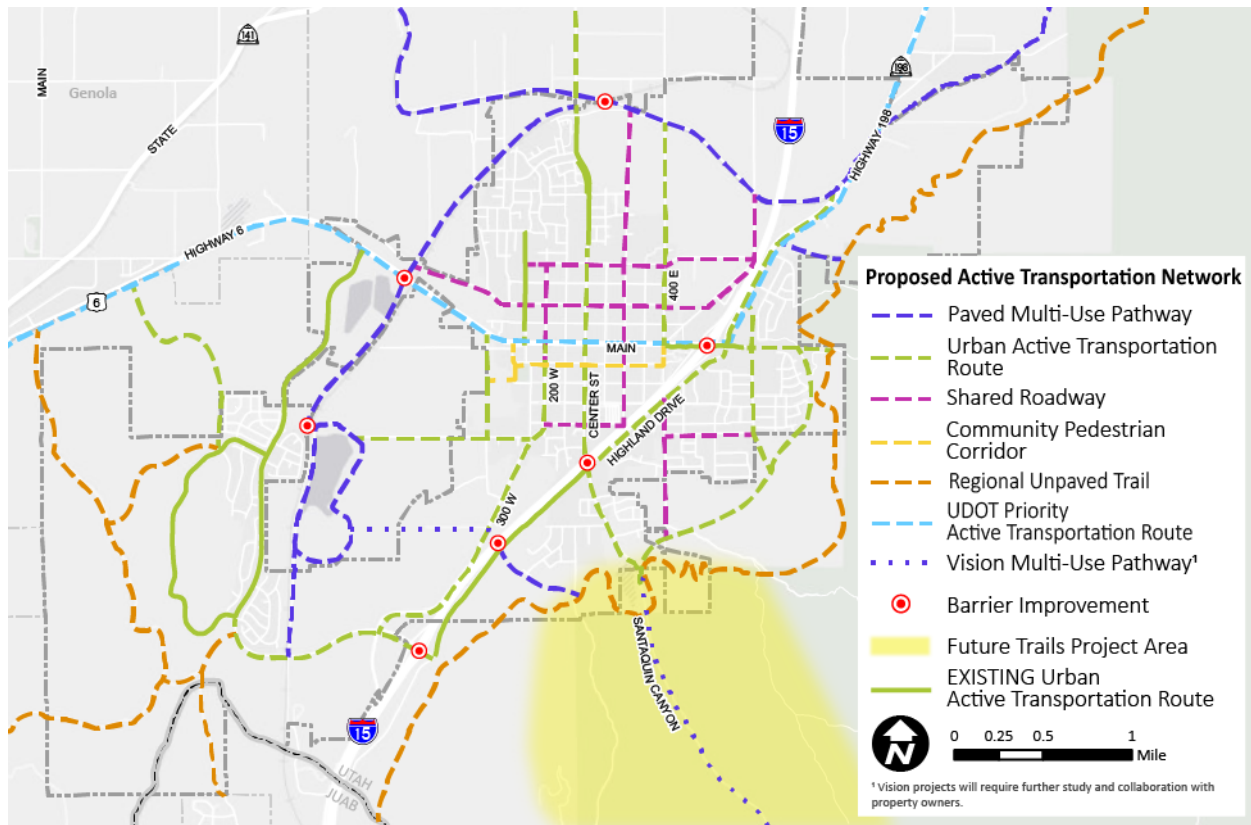 141
MAIN
Genola
STATE
198
15
HIGHWAY 198
HIGHWAY 6
6
400 E
MAIN
200 W
CENTER ST
HIGHLAND DRIVE
300 W
SANTAQUIN CANYON
15
UTAH
JUAB
Proposed Active Transportation Network
Paved Multi-Use Pathway
Urban Active Transportation
Route
Shared Roadway
Community Pedestrian
Corridor
Regional Unpaved Trail
UDOT Priority
Active Transportation Route
Vision Multi-Use Pathway¹
Barrier Improvement
Future Trails Project Area
EXISTING Urban
Active Transportation Route
N
0 0.25 0.5 1
Mile
¹ Vision projects will require further study and collaboration with
property owners.